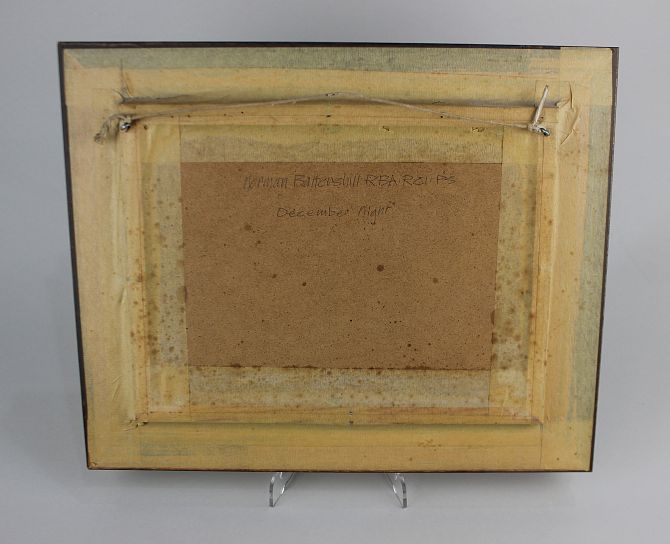 Norman Battershill RBA ROI PS
December Night